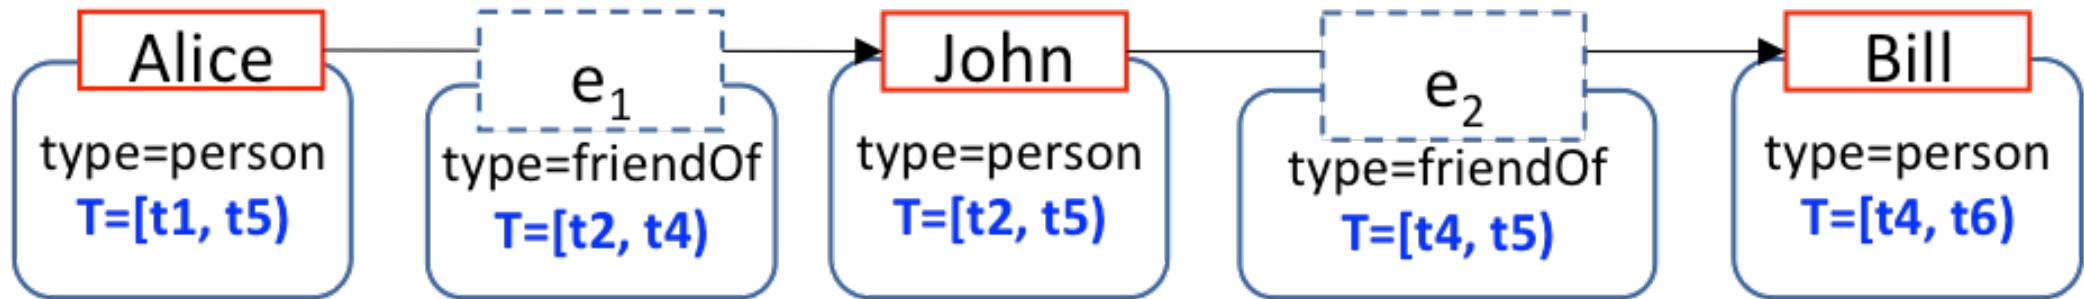 Alice
type=person
T=[t1, t5)
e₁
type=friendOf
T=[t2, t4)
John
type=person
T=[t2, t5)
e₂
type=friendOf
T=[t4, t5)
Bill
type=person
T=[t4, t6)